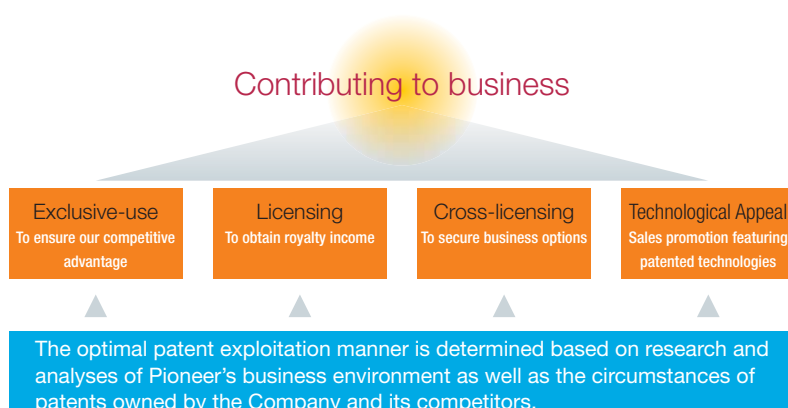 Contributing to business
Exclusive-use
To ensure our competitive
advantage
Licensing
To obtain royalty income
Cross-licensing
To secure business options
Technological Appeal
Sales promotion featuring
patented technologies
The optimal patent exploitation manner is determined based on research and
analyses of Pioneer's business environment as well as the circumstances of
patents owned by the Company and its competitors.